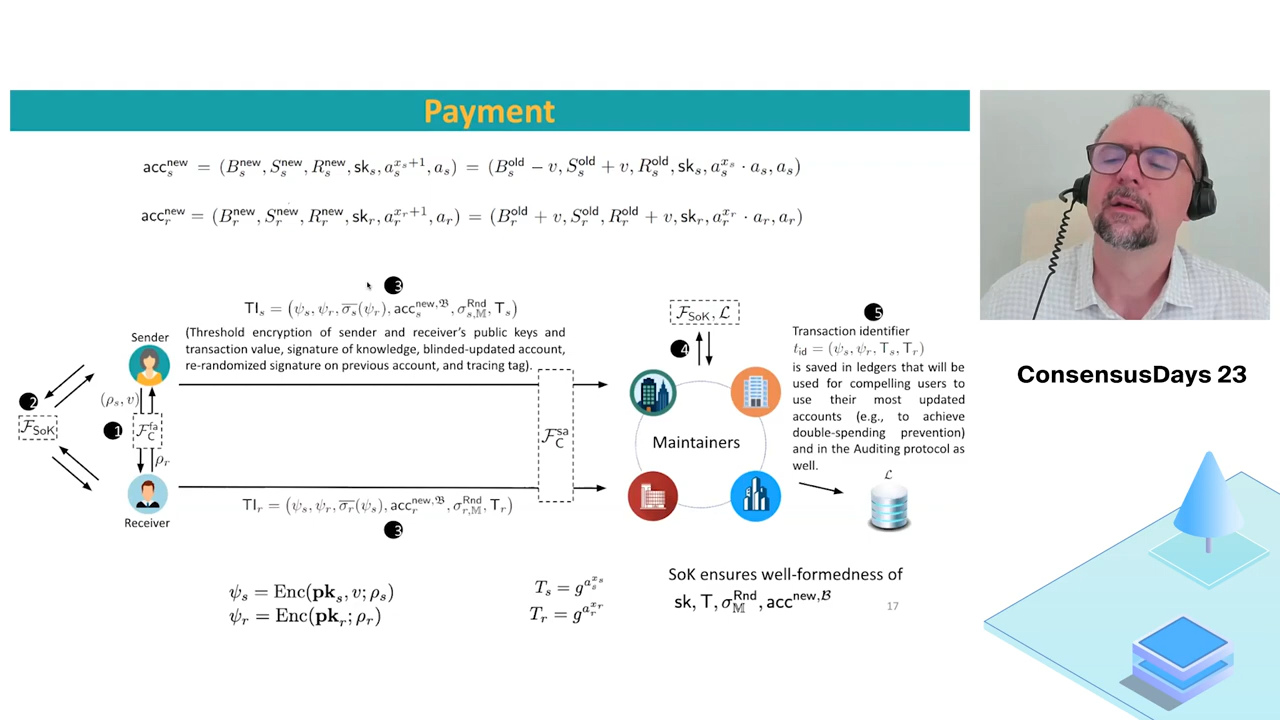 Payment
acc_s^new = (B_s^new, S_s^new, R_s^new, sk_s, a_s^{x_s+1}, a_s) = (B_s^old − v, S_s^old + v, R_s^old, sk_s, a_s^{x_s} · a_s, a_s)
acc_r^new = (B_r^new, S_r^new, R_r^new, sk_r, a_r^{x_r+1}, a_r) = (B_r^old + v, S_r^old, R_r^old + v, sk_r, a_r^{x_r} · a_r, a_r)
3
TI_s = (ψ_s, ψ_r, \overline{σ_s}(ψ_r), acc_s^{new,𝔅}, σ_{s,𝕄}^{Rnd}, T_s)
(Threshold encryption of sender and receiver's public keys and
transaction value, signature of knowledge, blinded-updated account,
re-randomized signature on previous account, and tracing tag).
Sender
2
F_SoK
(ρ_s, v)
1
F_C^fa
ρ_r
Receiver
F_C^sa
TI_r = (ψ_s, ψ_r, \overline{σ_r}(ψ_s), acc_r^{new,𝔅}, σ_{r,𝕄}^{Rnd}, T_r)
3
F_SoK, L
4
Maintainers
5
Transaction identifier
t_id = (ψ_s, ψ_r, T_s, T_r)
is saved in ledgers that will be
used for compelling users to
use their most updated
accounts (e.g., to achieve
double-spending prevention)
and in the Auditing protocol as
well.
L
ψ_s = Enc(pk_s, v; ρ_s)
ψ_r = Enc(pk_r; ρ_r)
T_s = g^{a_s^{x_s}}
T_r = g^{a_r^{x_r}}
SoK ensures well-formedness of
sk, T, σ_𝕄^Rnd, acc^{new,B}
17
ConsensusDays 23